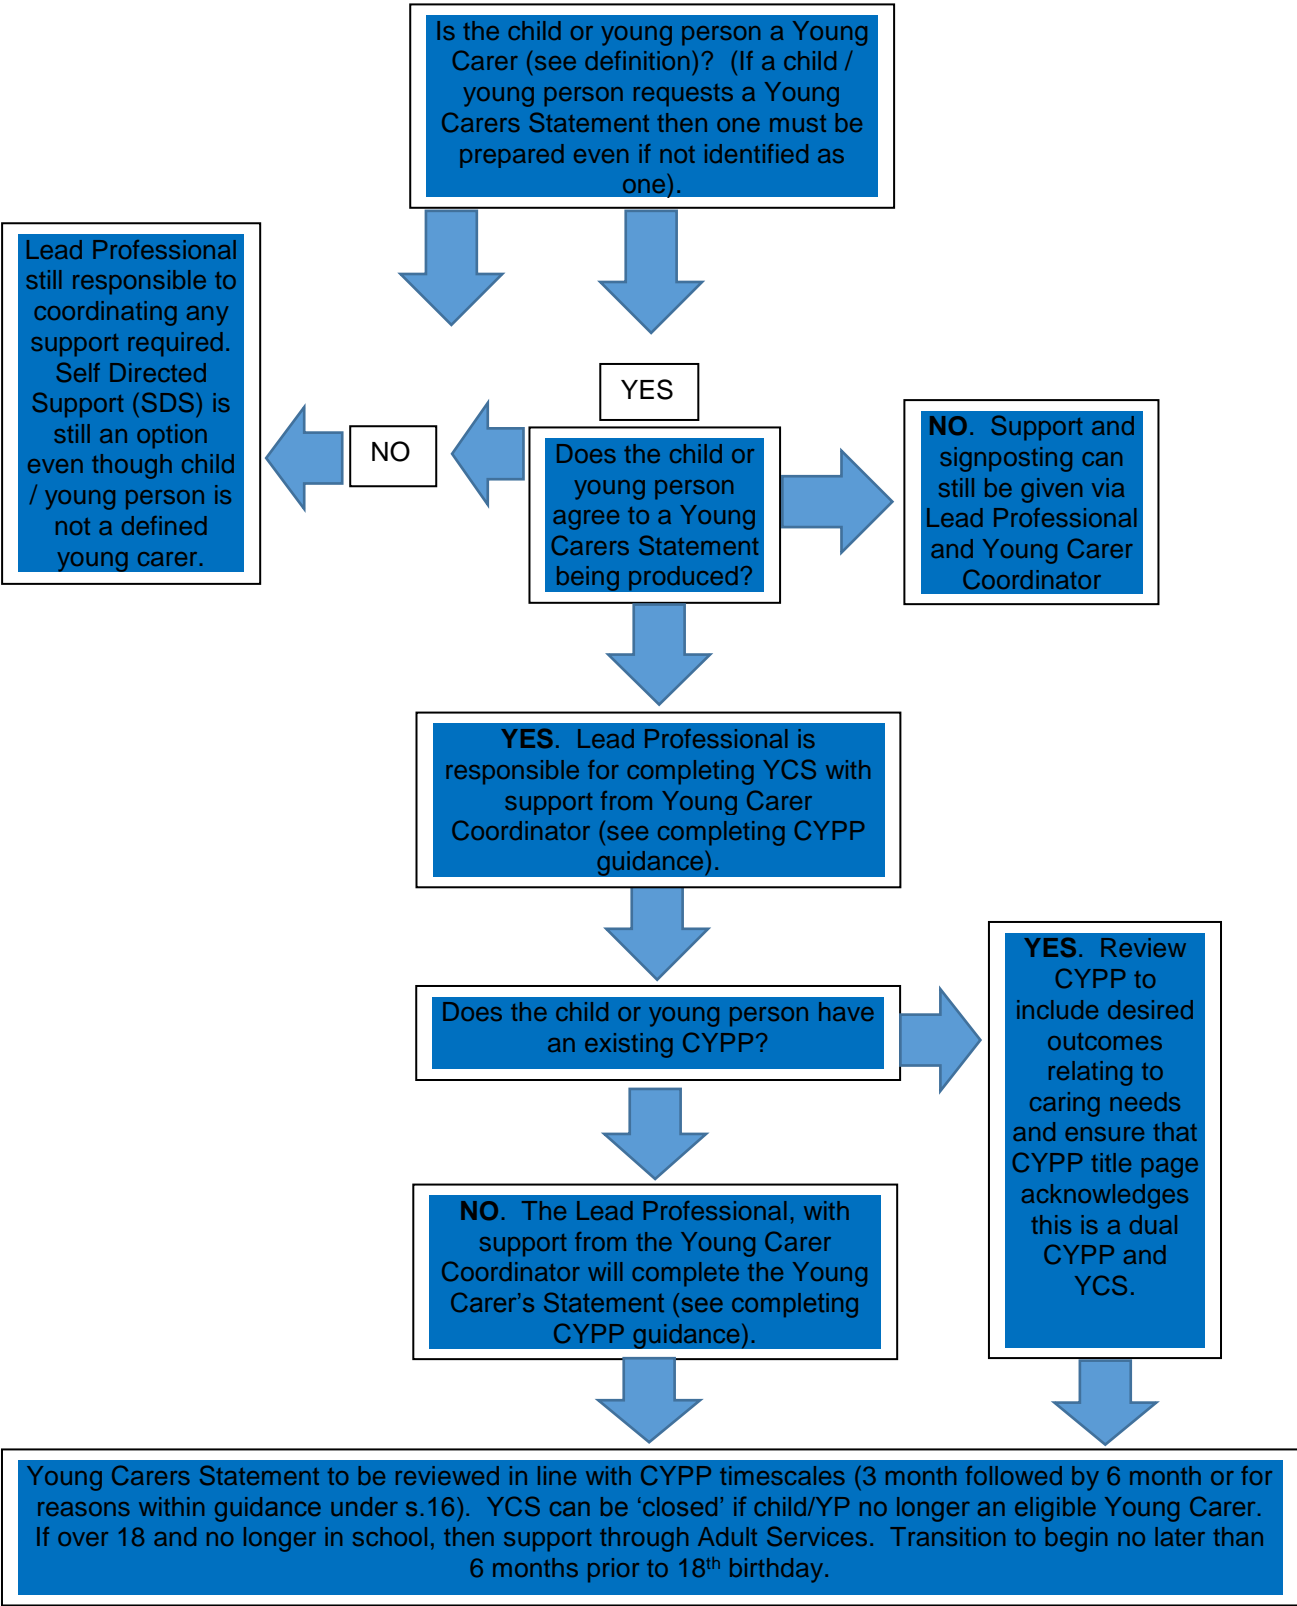 Is the child or young person a Young
Carer (see definition)?  (If a child /
young person requests a Young
Carers Statement then one must be
prepared even if not identified as
one).
Lead Professional
still responsible to
coordinating any
support required.
Self Directed
Support (SDS) is
still an option
even though child
/ young person is
not a defined
young carer.
NO
YES
Does the child or
young person
agree to a Young
Carers Statement
being produced?
NO.  Support and
signposting can
still be given via
Lead Professional
and Young Carer
Coordinator
YES.  Lead Professional is
responsible for completing YCS with
support from Young Carer
Coordinator (see completing CYPP
guidance).
Does the child or young person have
an existing CYPP?
YES.  Review
CYPP to
include desired
outcomes
relating to
caring needs
and ensure that
CYPP title page
acknowledges
this is a dual
CYPP and
YCS.
NO.  The Lead Professional, with
support from the Young Carer
Coordinator will complete the Young
Carer’s Statement (see completing
CYPP guidance).
Young Carers Statement to be reviewed in line with CYPP timescales (3 month followed by 6 month or for
reasons within guidance under s.16).  YCS can be ‘closed’ if child/YP no longer an eligible Young Carer.
If over 18 and no longer in school, then support through Adult Services.  Transition to begin no later than
6 months prior to 18th birthday.